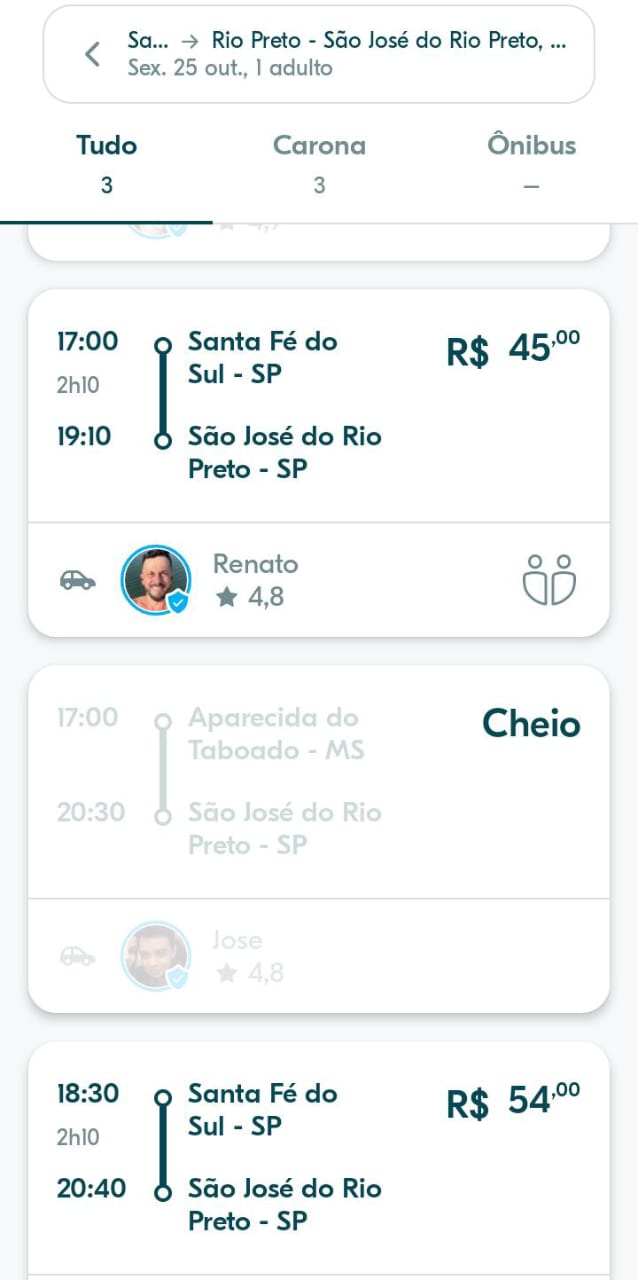 Sa... → Rio Preto - São José do Rio Preto, ...
Sex. 25 out., 1 adulto
Tudo
Carona
Ônibus
3
3
–
17:00
Santa Fé do
Sul - SP
R$ 45,00
2h10
19:10
São José do Rio
Preto - SP
Renato
4,8
17:00
Aparecida do
Taboado - MS
Cheio
20:30
São José do Rio
Preto - SP
Jose
4,8
18:30
Santa Fé do
Sul - SP
R$ 54,00
2h10
20:40
São José do Rio
Preto - SP